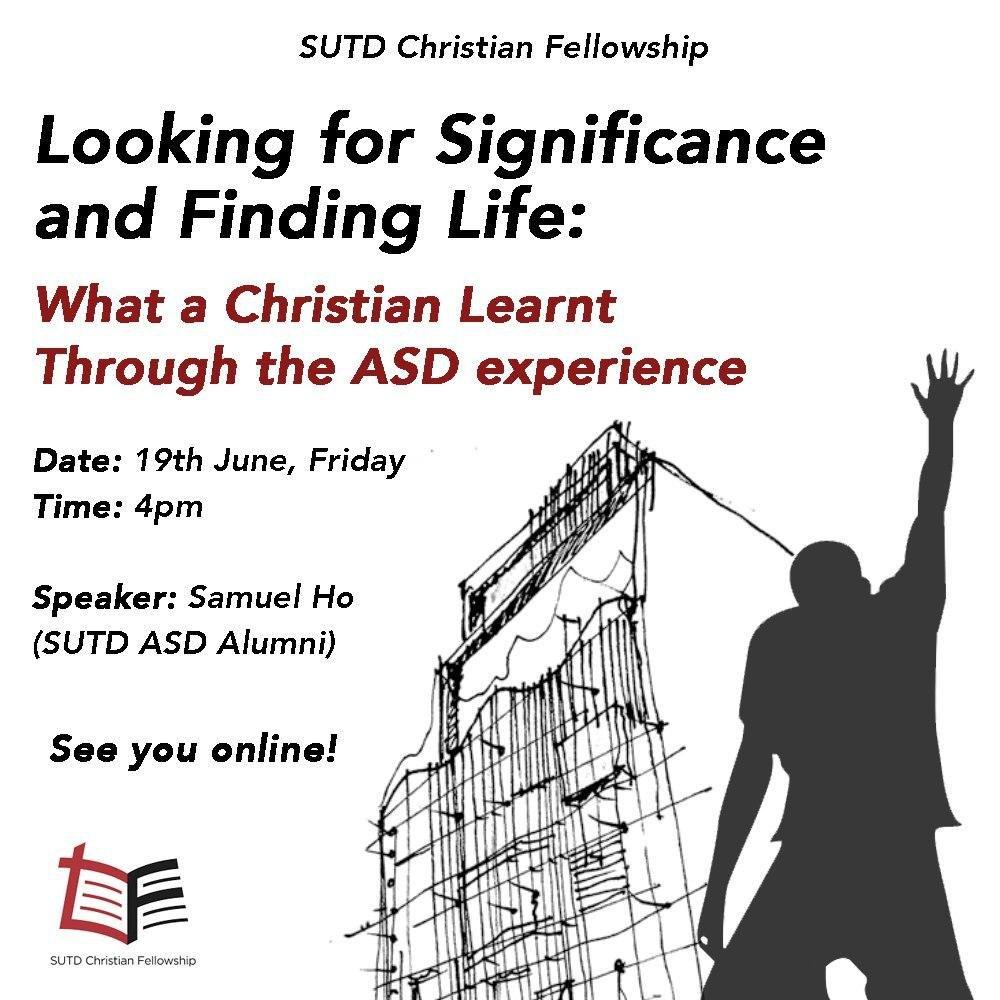 SUTD Christian Fellowship
Looking for Significance
and Finding Life:
What a Christian Learnt
Through the ASD experience
Date: 19th June, Friday
Time: 4pm
Speaker: Samuel Ho
(SUTD ASD Alumni)
See you online!
SUTD Christian Fellowship